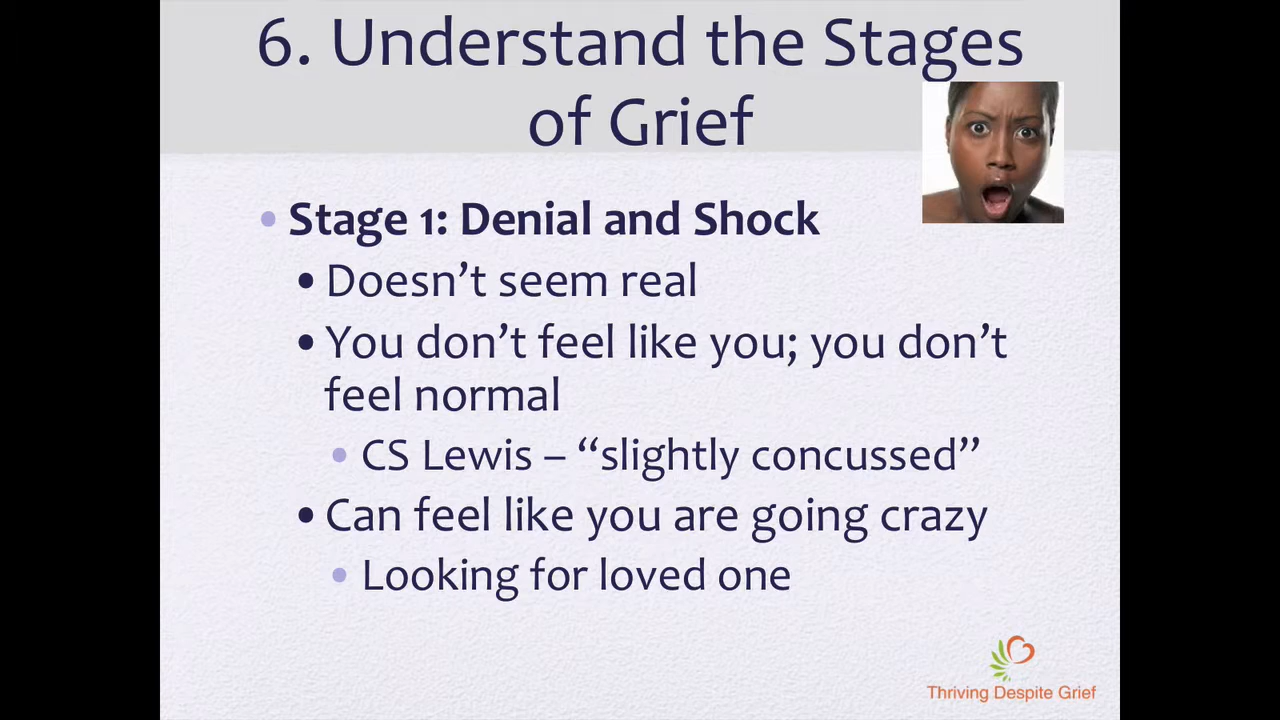 6. Understand the Stages
of Grief
• Stage 1: Denial and Shock
• Doesn’t seem real
• You don’t feel like you; you don’t
feel normal
• CS Lewis – “slightly concussed”
• Can feel like you are going crazy
• Looking for loved one
Thriving Despite Grief